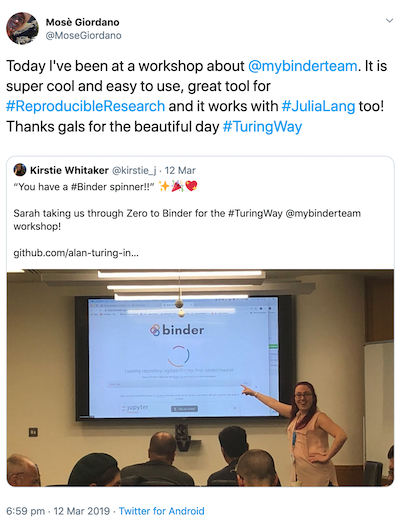 Mosè Giordano
@MoseGiordano
Today I've been at a workshop about @mybinderteam. It is
super cool and easy to use, great tool for
#ReproducibleResearch and it works with #JuliaLang too!
Thanks gals for the beautiful day #TuringWay
Kirstie Whitaker @kirstie_j · 12 Mar
"You have a #Binder spinner!!" ✨🎉❤️
Sarah taking us through Zero to Binder for the #TuringWay @mybinderteam
workshop!
github.com/alan-turing-in...
binder
jupyter
6:59 pm · 12 Mar 2019 · Twitter for Android